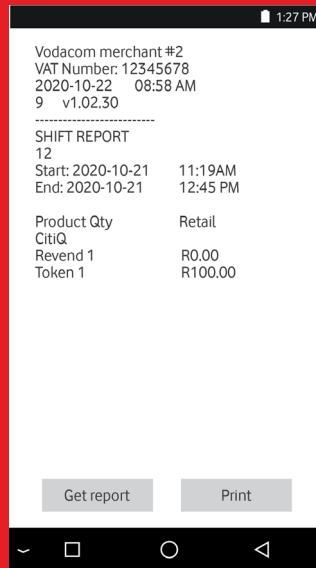 1:27 PM
Vodacom merchant #2
VAT Number: 12345678
2020-10-22 08:58 AM
9 v1.02.30
--------------------------
SHIFT REPORT
12
Start: 2020-10-21 11:19AM
End: 2020-10-21 12:45 PM
Product Qty Retail
CitiQ
Revend 1 R0.00
Token 1 R100.00
Get report Print